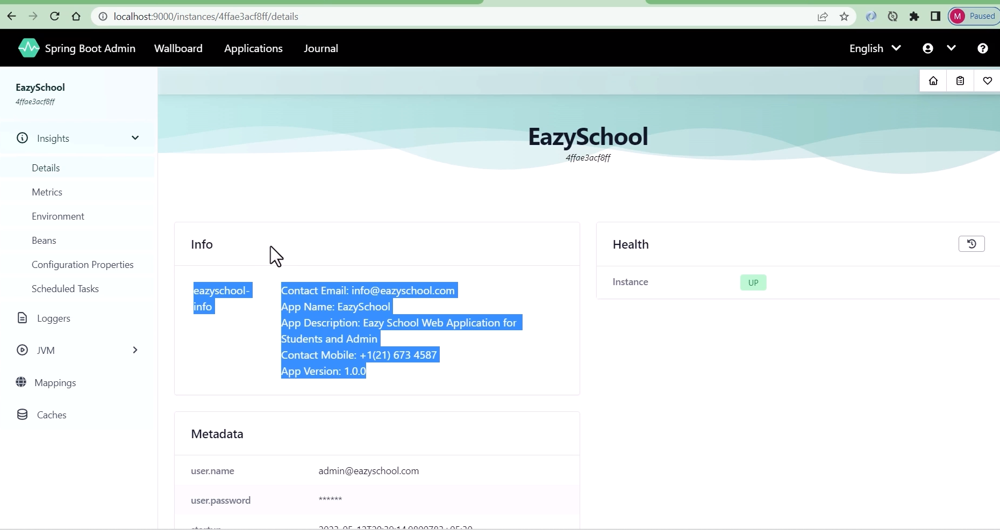 localhost:9000/instances/4ffae3acf8ff/details
M Paused
Spring Boot Admin Wallboard Applications Journal English
EazySchool
4ffae3acf8ff
Insights
Details
Metrics
Environment
Beans
Configuration Properties
Scheduled Tasks
Loggers
JVM
Mappings
Caches
EazySchool
4ffae3acf8ff
Info
eazyschool-
info
Contact Email: info@eazyschool.com
App Name: EazySchool
App Description: Eazy School Web Application for
Students and Admin
Contact Mobile: +1(21) 673 4587
App Version: 1.0.0
Health
Instance UP
Metadata
user.name admin@eazyschool.com
user.password ******
startup